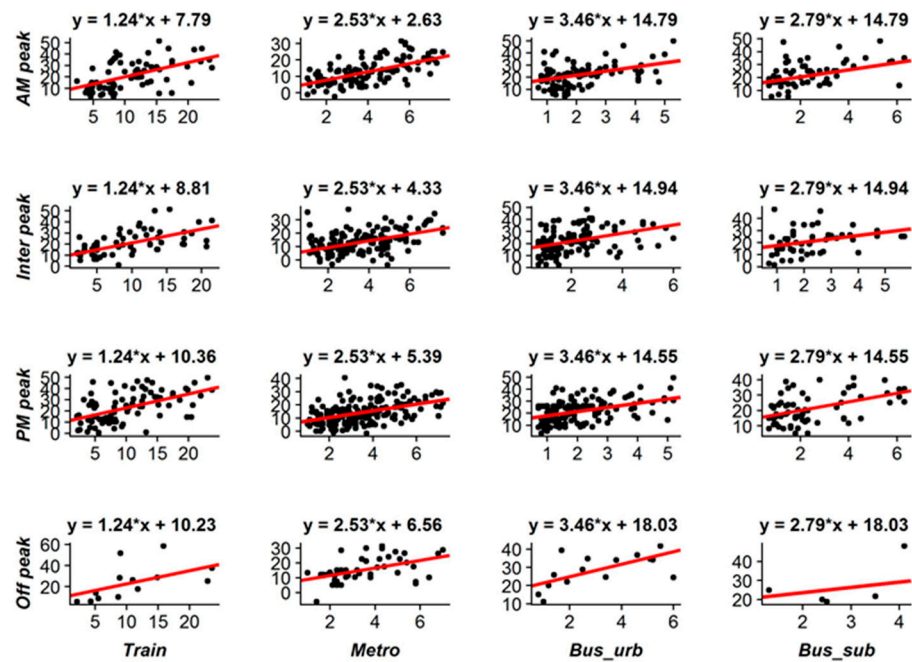 y = 1.24*x + 7.79
y = 2.53*x + 2.63
y = 3.46*x + 14.79
y = 2.79*x + 14.79
AM peak
50 30 50 50
40 20 40 40
30 10 30 30
20 0 20 20
10 10 10
5 10 15 20 2 4 6 1 2 3 4 5 2 4 6
y = 1.24*x + 8.81
y = 2.53*x + 4.33
y = 3.46*x + 14.94
y = 2.79*x + 14.94
Inter peak
50 30 50 40
40 20 40 30
30 10 30 20
20 0 20 10
10 10 0
0 0
5 10 15 20 2 4 6 2 4 6 1 2 3 4 5
y = 1.24*x + 10.36
y = 2.53*x + 5.39
y = 3.46*x + 14.55
y = 2.79*x + 14.55
PM peak
50 40 50 40
40 30 40 30
30 20 30 20
20 10 20 10
10 0 10
0
5 10 15 20 2 4 6 1 2 3 4 5 2 4 6
y = 1.24*x + 10.23
y = 2.53*x + 6.56
y = 3.46*x + 18.03
y = 2.79*x + 18.03
Off peak
60 30 40 40
40 20 30 30
20 10 20 20
0 10
5 10 15 20 2 4 6 2 4 6 2 3 4
Train Metro Bus_urb Bus_sub